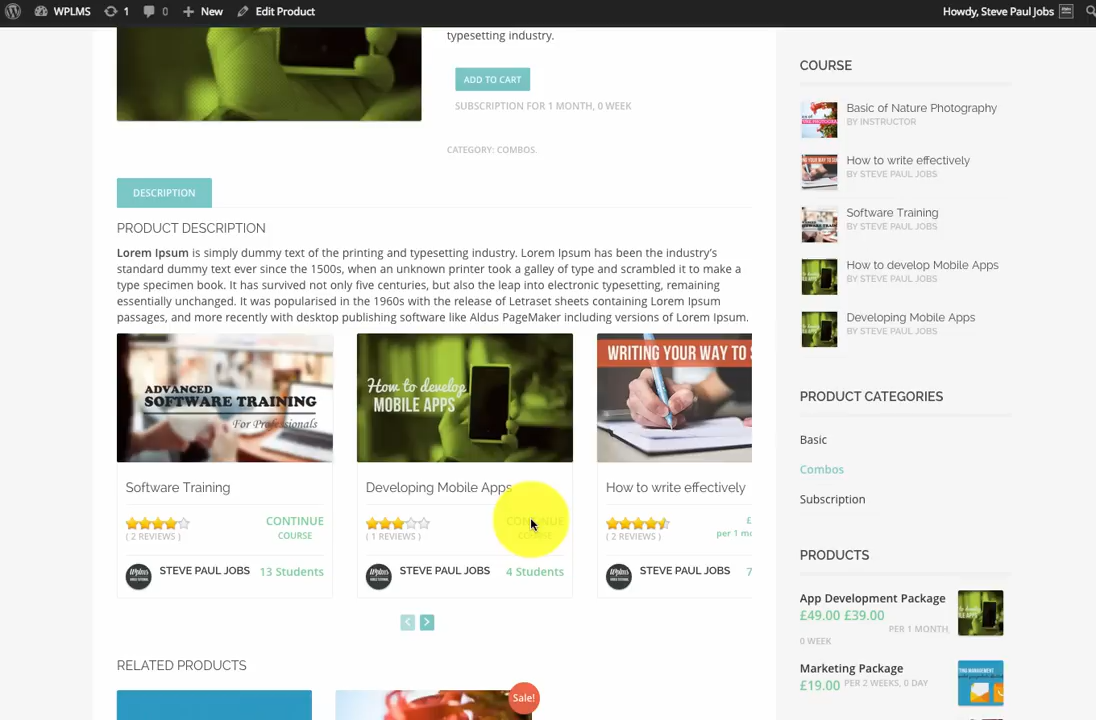 WPLMS 1 0 New Edit Product Howdy, Steve Paul Jobs
typesetting industry.
ADD TO CART
SUBSCRIPTION FOR 1 MONTH, 0 WEEK
CATEGORY: COMBOS.
DESCRIPTION
PRODUCT DESCRIPTION
Lorem Ipsum is simply dummy text of the printing and typesetting industry. Lorem Ipsum has been the industry's
standard dummy text ever since the 1500s, when an unknown printer took a galley of type and scrambled it to make a
type specimen book. It has survived not only five centuries, but also the leap into electronic typesetting, remaining
essentially unchanged. It was popularised in the 1960s with the release of Letraset sheets containing Lorem Ipsum
passages, and more recently with desktop publishing software like Aldus PageMaker including versions of Lorem Ipsum.
ADVANCED
SOFTWARE TRAINING
For Professionals
Software Training
( 2 REVIEWS )
CONTINUE
COURSE
STEVE PAUL JOBS 13 Students
How to develop
MOBILE APPS
Developing Mobile Apps
( 1 REVIEWS )
CONTINUE
COURSE
STEVE PAUL JOBS 4 Students
WRITING YOUR WAY TO S
How to write effectively
( 2 REVIEWS )
£
per 1 mo
STEVE PAUL JOBS 7
< >
RELATED PRODUCTS
Sale!
COURSE
Basic of Nature Photography
BY INSTRUCTOR
How to write effectively
BY STEVE PAUL JOBS
Software Training
BY STEVE PAUL JOBS
How to develop Mobile Apps
BY STEVE PAUL JOBS
Developing Mobile Apps
BY STEVE PAUL JOBS
PRODUCT CATEGORIES
Basic
Combos
Subscription
PRODUCTS
App Development Package
£49.00 £39.00 PER 1 MONTH,
0 WEEK
Marketing Package
£19.00 PER 2 WEEKS, 0 DAY